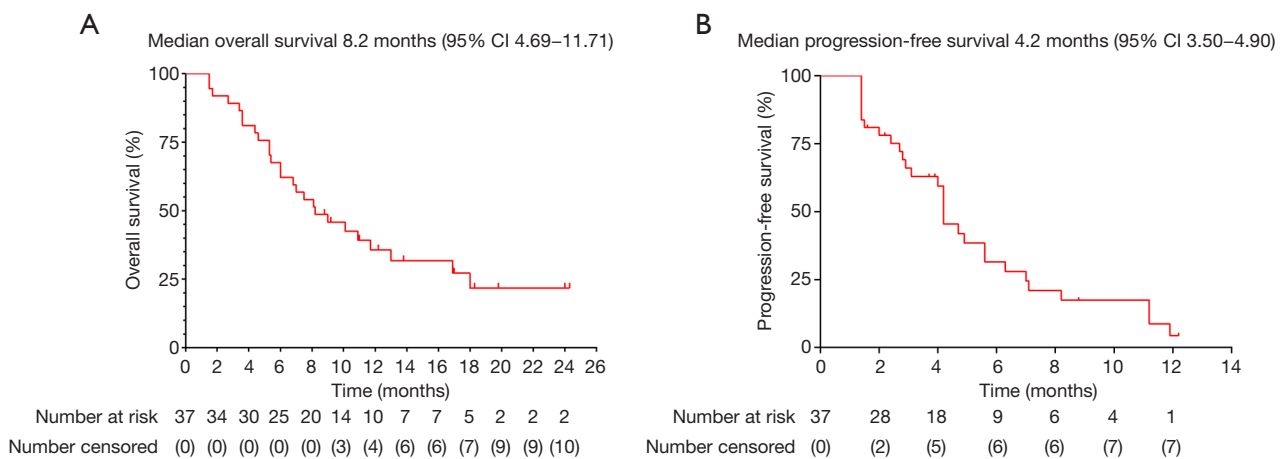 A
Median overall survival 8.2 months (95% CI 4.69–11.71)
Overall survival (%)
100
75
50
25
0
0 2 4 6 8 10 12 14 16 18 20 22 24 26
Time (months)
Number at risk 37 34 30 25 20 14 10 7 7 5 2 2 2
Number censored (0) (0) (0) (0) (0) (3) (4) (6) (6) (7) (9) (9) (10)
B
Median progression-free survival 4.2 months (95% CI 3.50–4.90)
Progression-free survival (%)
100
75
50
25
0
0 2 4 6 8 10 12 14
Time (months)
Number at risk 37 28 18 9 6 4 1
Number censored (0) (2) (5) (6) (6) (7) (7)